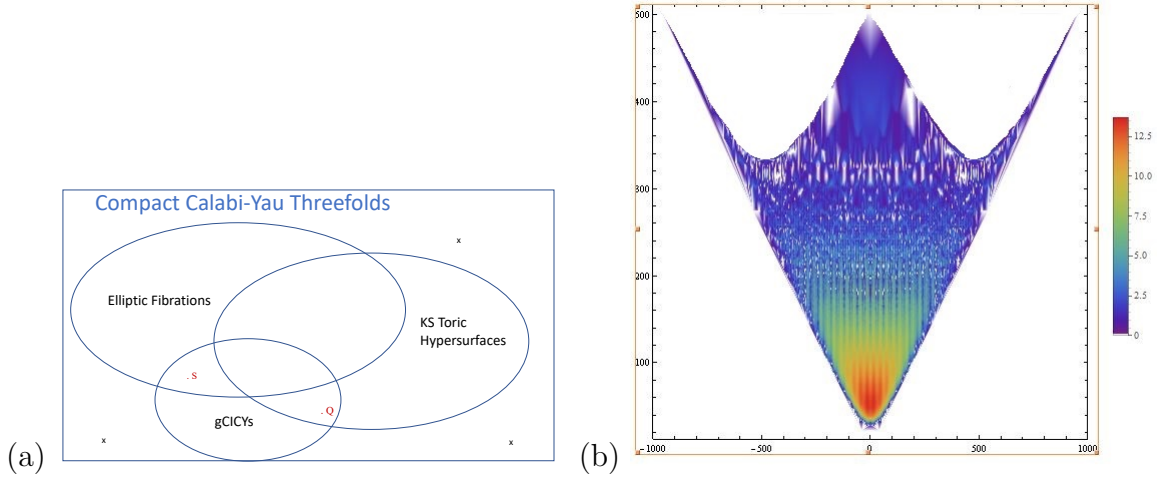 Compact Calabi-Yau Threefolds
x
Elliptic Fibrations
KS Toric
Hypersurfaces
. S
. Q
gCICYs
x
x
(a)
500
400
300
200
100
-1000
-500
0
500
1000
12.5
10.0
7.5
5.0
2.5
0
(b)